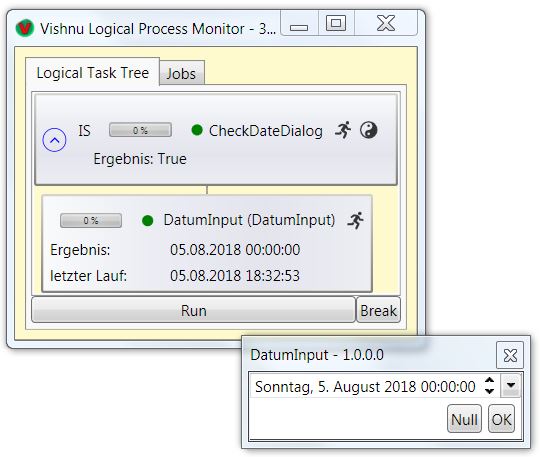 Vishnu Logical Process Monitor - 3...
Logical Task Tree Jobs
IS 0 % CheckDateDialog
Ergebnis: True
0 % DatumInput (DatumInput)
Ergebnis: 05.08.2018 00:00:00
letzter Lauf: 05.08.2018 18:32:53
Run Break
DatumInput - 1.0.0.0
Sonntag, 5. August 2018 00:00:00
Null OK